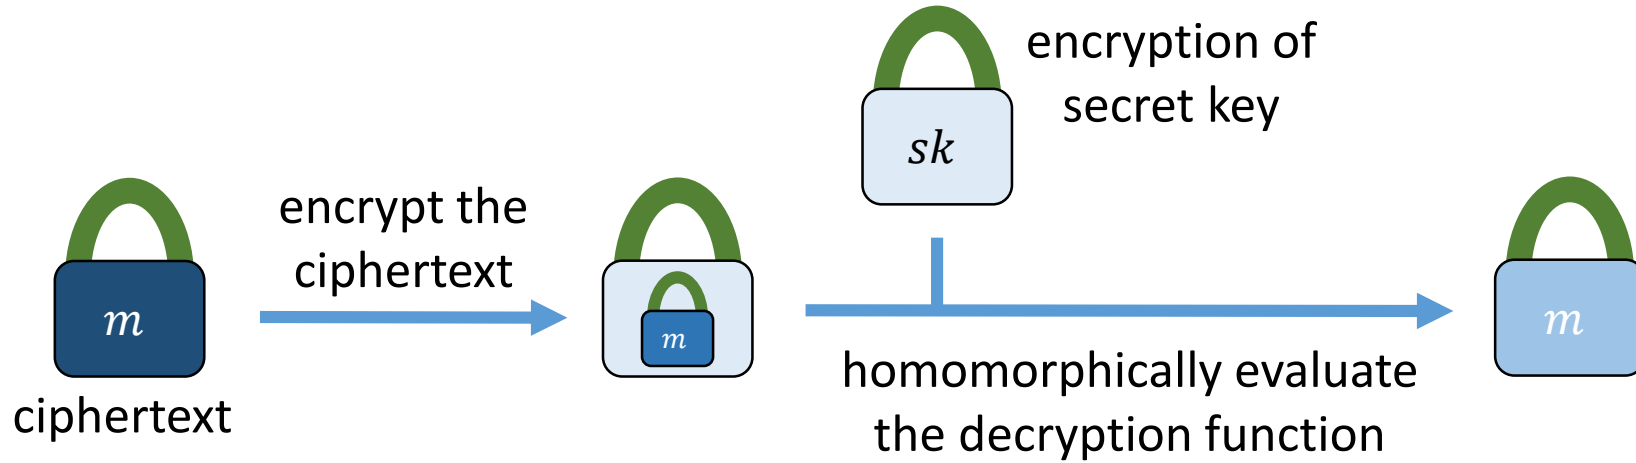 m
ciphertext
encrypt the
ciphertext
m
sk
encryption of
secret key
homomorphically evaluate
the decryption function
m